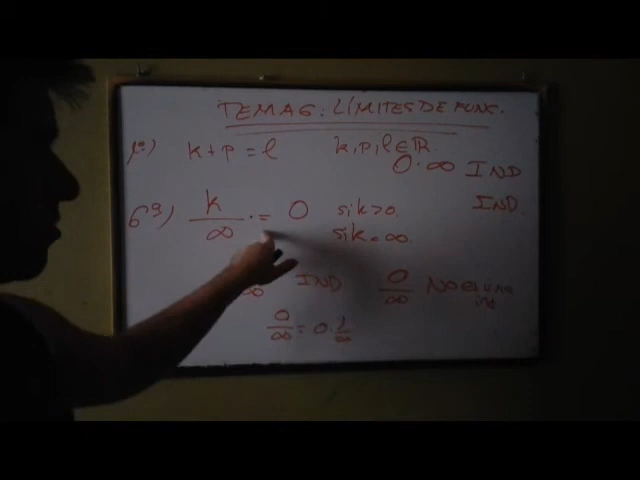 TEMA 6: LÍMITES DE FUNC.
1º) k + p = l k, p, l ∈ ℝ
0·∞ IND
IND.
6º) k/∞ = 0 si k>0.
si k = ∞.
∞ IND 0/∞ No es una
0/∞ = 0·1/∞